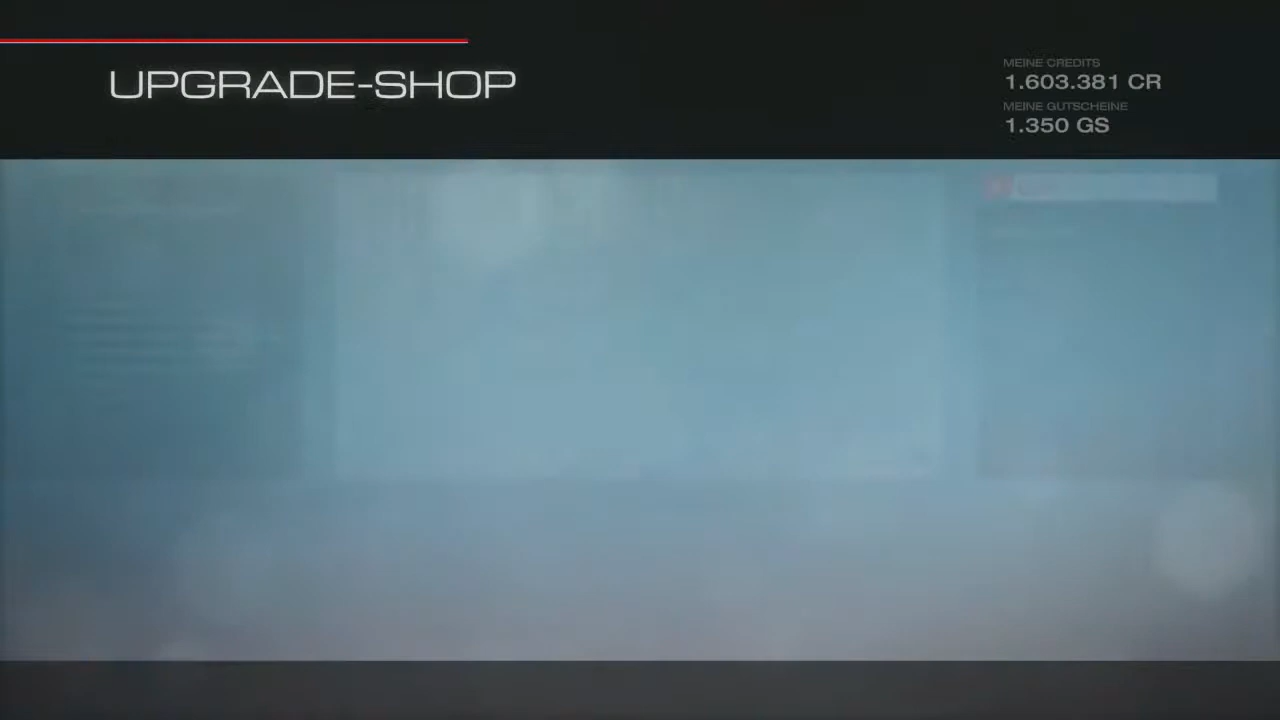 UPGRADE-SHOP
MEINE CREDITS
1.603.381 CR
MEINE GUTSCHEINE
1.350 GS